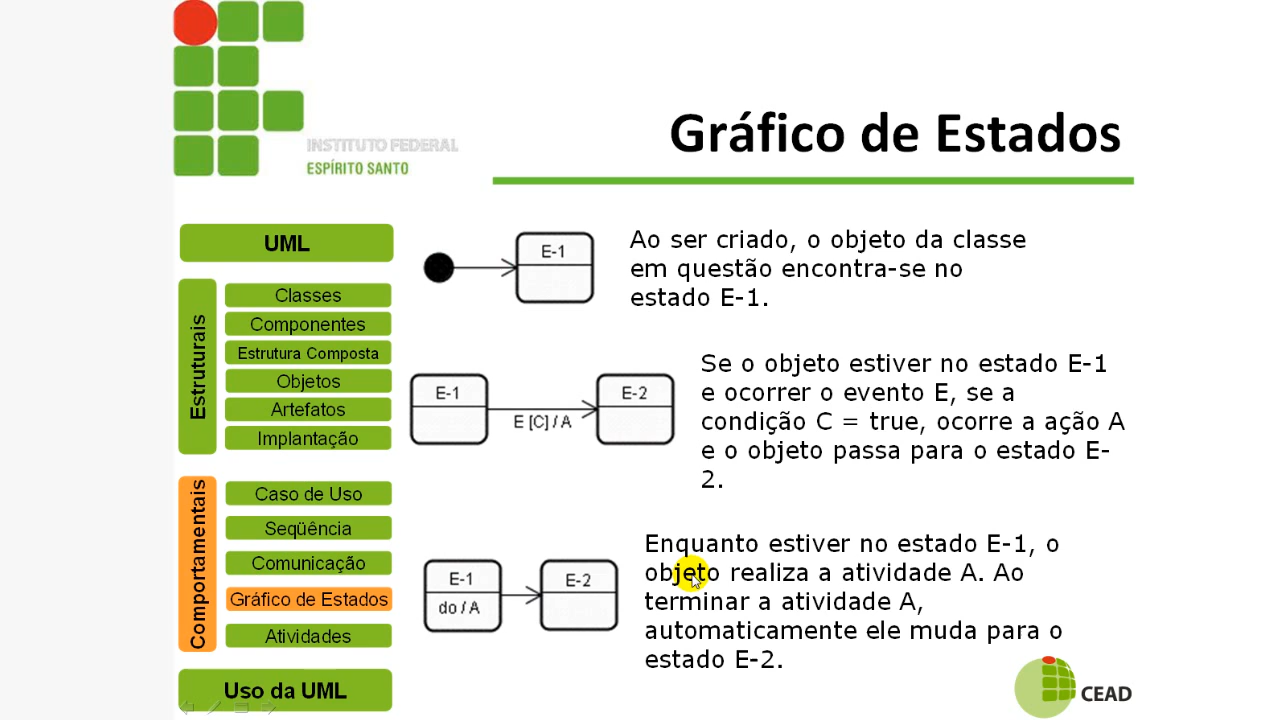 INSTITUTO FEDERAL
ESPÍRITO SANTO
Gráfico de Estados
UML
Estruturais
Classes
Componentes
Estrutura Composta
Objetos
Artefatos
Implantação
Comportamentais
Caso de Uso
Seqüência
Comunicação
Gráfico de Estados
Atividades
Uso da UML
E-1
Ao ser criado, o objeto da classe
em questão encontra-se no
estado E-1.
E-1
E [C] / A
E-2
Se o objeto estiver no estado E-1
e ocorrer o evento E, se a
condição C = true, ocorre a ação A
e o objeto passa para o estado E-
2.
E-1
do / A
E-2
Enquanto estiver no estado E-1, o
objeto realiza a atividade A. Ao
terminar a atividade A,
automaticamente ele muda para o
estado E-2.
CEAD